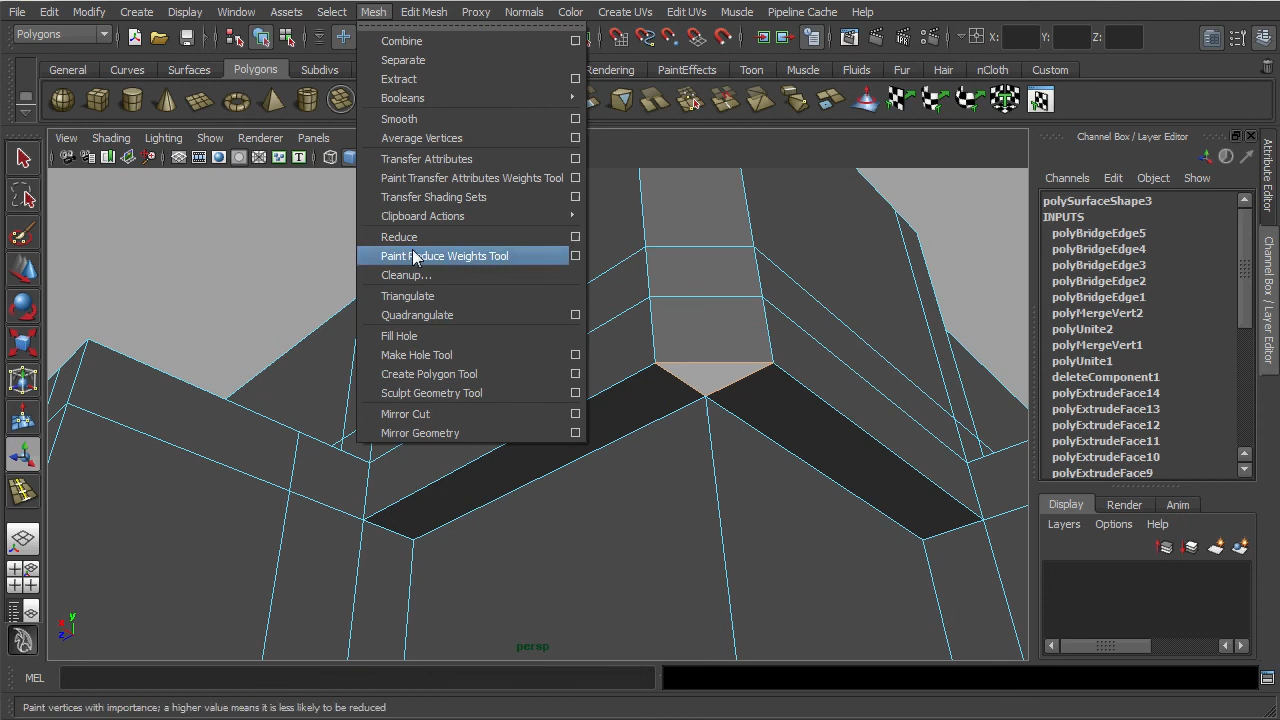 File Edit Modify Create Display Window Assets Select Mesh Edit Mesh Proxy Normals Color Create UVs Edit UVs Muscle Pipeline Cache Help
Polygons X: Y: Z:
General Curves Surfaces Polygons Subdivs Rendering PaintEffects Toon Muscle Fluids Fur Hair nCloth Custom
View Shading Lighting Show Renderer Panels
Combine
Separate
Extract
Booleans
Smooth
Average Vertices
Transfer Attributes
Paint Transfer Attributes Weights Tool
Transfer Shading Sets
Clipboard Actions
Reduce
Paint Reduce Weights Tool
Cleanup...
Triangulate
Quadrangulate
Fill Hole
Make Hole Tool
Create Polygon Tool
Sculpt Geometry Tool
Mirror Cut
Mirror Geometry
Channel Box / Layer Editor
Channels Edit Object Show
polySurfaceShape3
INPUTS
polyBridgeEdge5
polyBridgeEdge4
polyBridgeEdge3
polyBridgeEdge2
polyBridgeEdge1
polyMergeVert2
polyUnite2
polyMergeVert1
polyUnite1
deleteComponent1
polyExtrudeFace14
polyExtrudeFace13
polyExtrudeFace12
polyExtrudeFace11
polyExtrudeFace10
polyExtrudeFace9
Display Render Anim
Layers Options Help
Attribute Editor
Channel Box / Layer Editor
y
x
z
persp
MEL
Paint vertices with importance; a higher value means it is less likely to be reduced